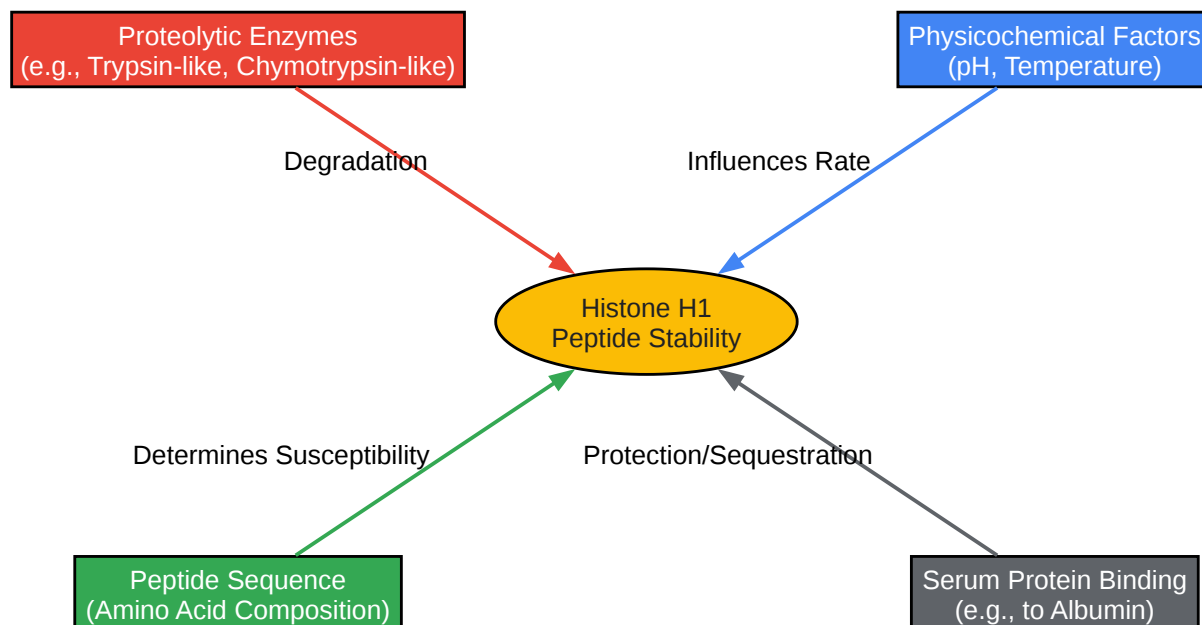 Proteolytic Enzymes
(e.g., Trypsin-like, Chymotrypsin-like)
Physicochemical Factors
(pH, Temperature)
Degradation
Influences Rate
Histone H1
Peptide Stability
Determines Susceptibility
Protection/Sequestration
Peptide Sequence
(Amino Acid Composition)
Serum Protein Binding
(e.g., to Albumin)